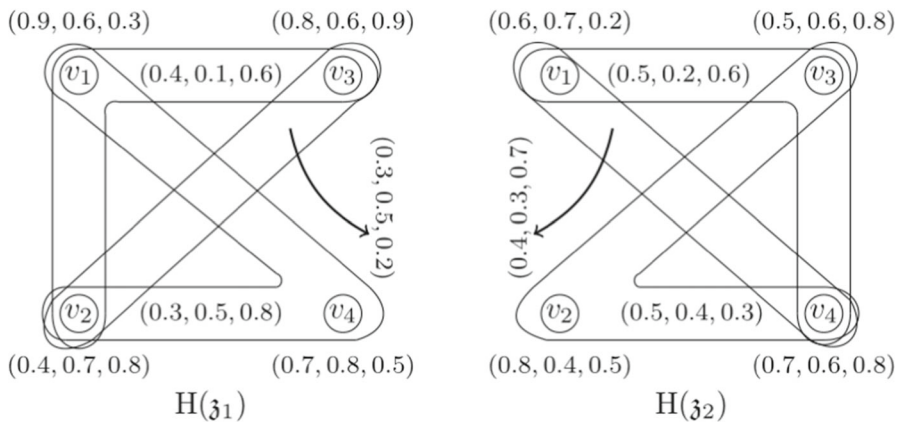 (0.9, 0.6, 0.3) (0.8, 0.6, 0.9) (0.6, 0.7, 0.2) (0.5, 0.6, 0.8)
v₁ (0.4, 0.1, 0.6) v₃ v₁ (0.5, 0.2, 0.6) v₃
(0.3, 0.5, 0.2) (0.4, 0.3, 0.7)
v₂ (0.3, 0.5, 0.8) v₄ v₂ (0.5, 0.4, 0.3) v₄
(0.4, 0.7, 0.8) (0.7, 0.8, 0.5) (0.8, 0.4, 0.5) (0.7, 0.6, 0.8)
H(𝔷₁) H(𝔷₂)